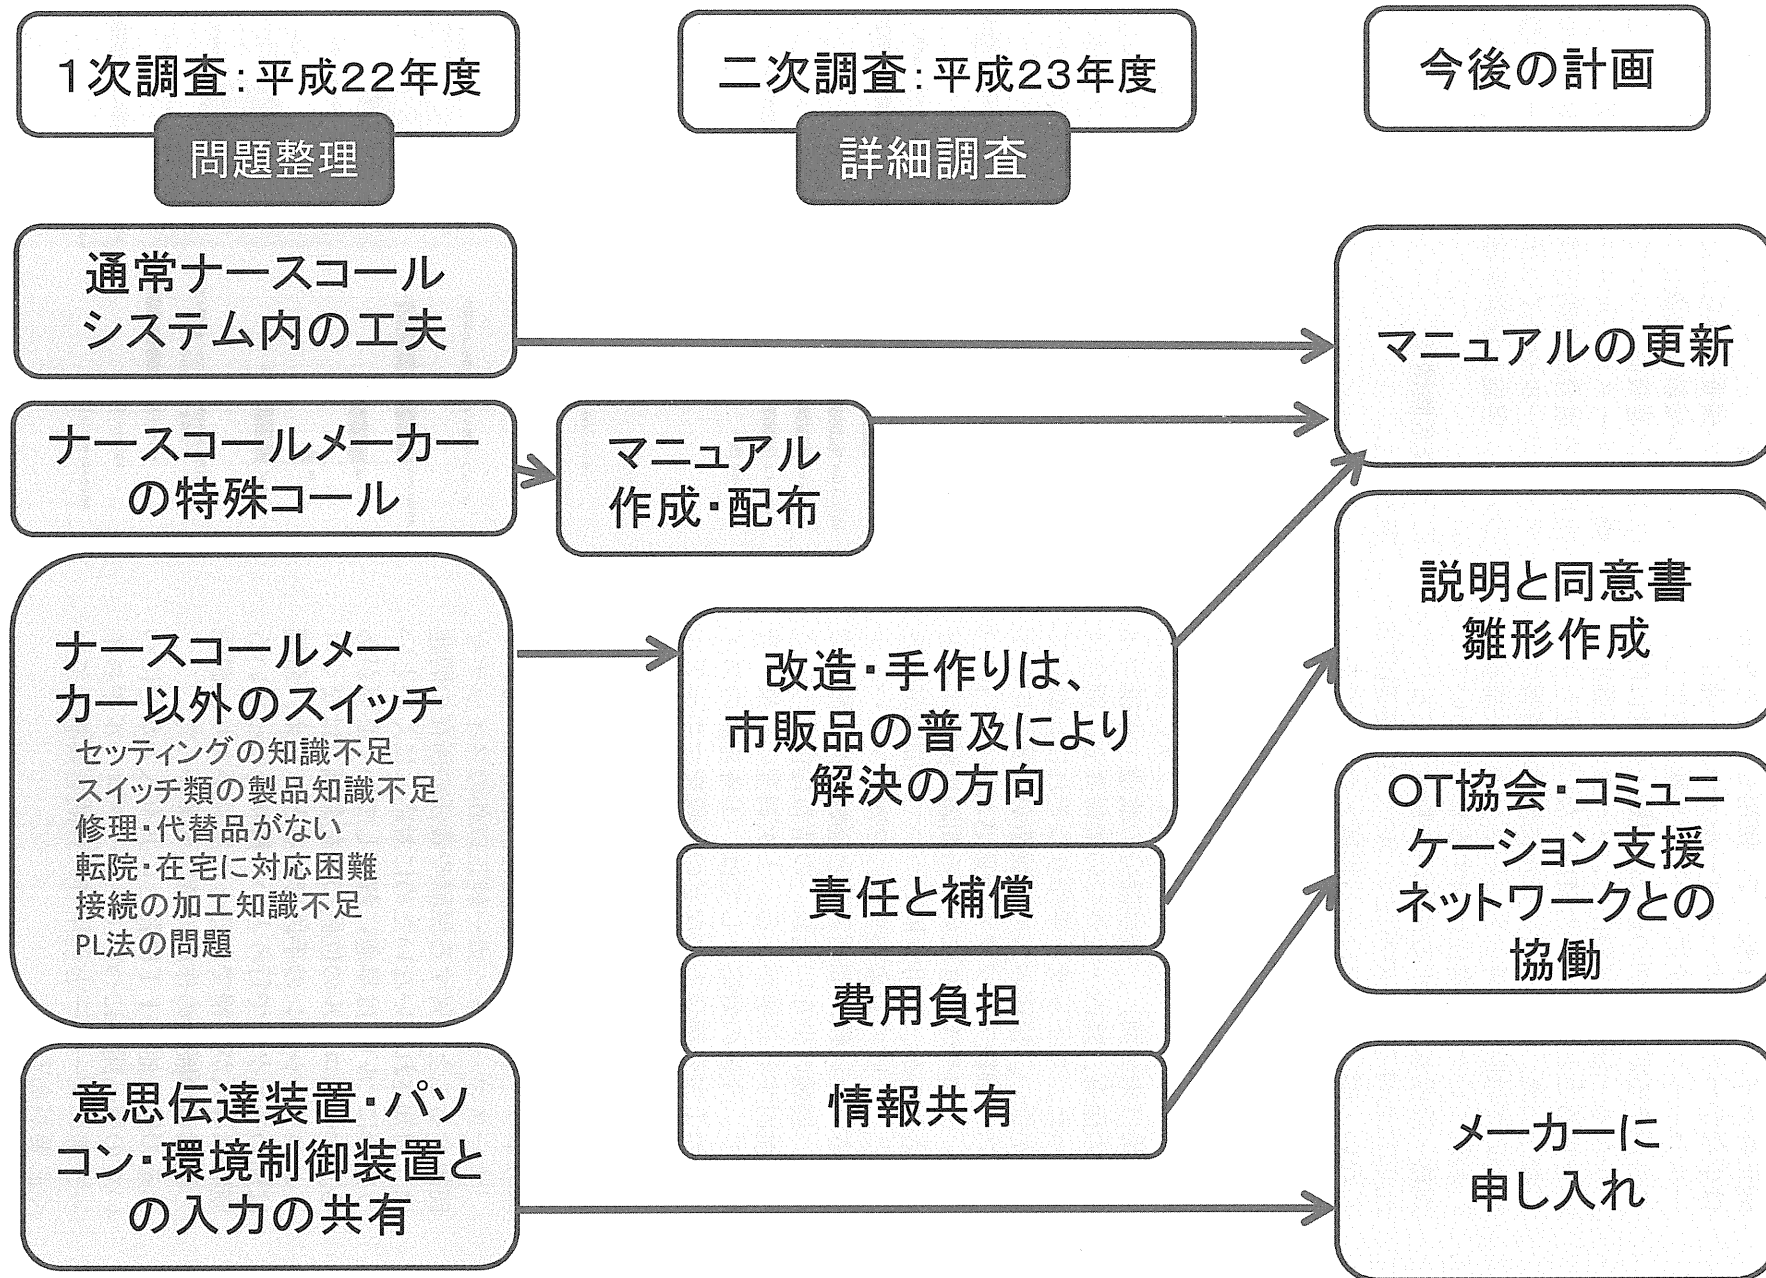 1次調査：平成22年度
問題整理
二次調査：平成23年度
詳細調査
今後の計画
通常ナースコール
システム内の工夫
ナースコールメーカー
の特殊コール
ナースコールメー
カー以外のスイッチ
セッティングの知識不足
スイッチ類の製品知識不足
修理・代替品がない
転院・在宅に対応困難
接続の加工知識不足
PL法の問題
意思伝達装置・パソ
コン・環境制御装置と
の入力の共有
マニュアル
作成・配布
改造・手作りは、
市販品の普及により
解決の方向
責任と補償
費用負担
情報共有
マニュアルの更新
説明と同意書
雛形作成
OT協会・コミュニ
ケーション支援
ネットワークとの
協働
メーカーに
申し入れ